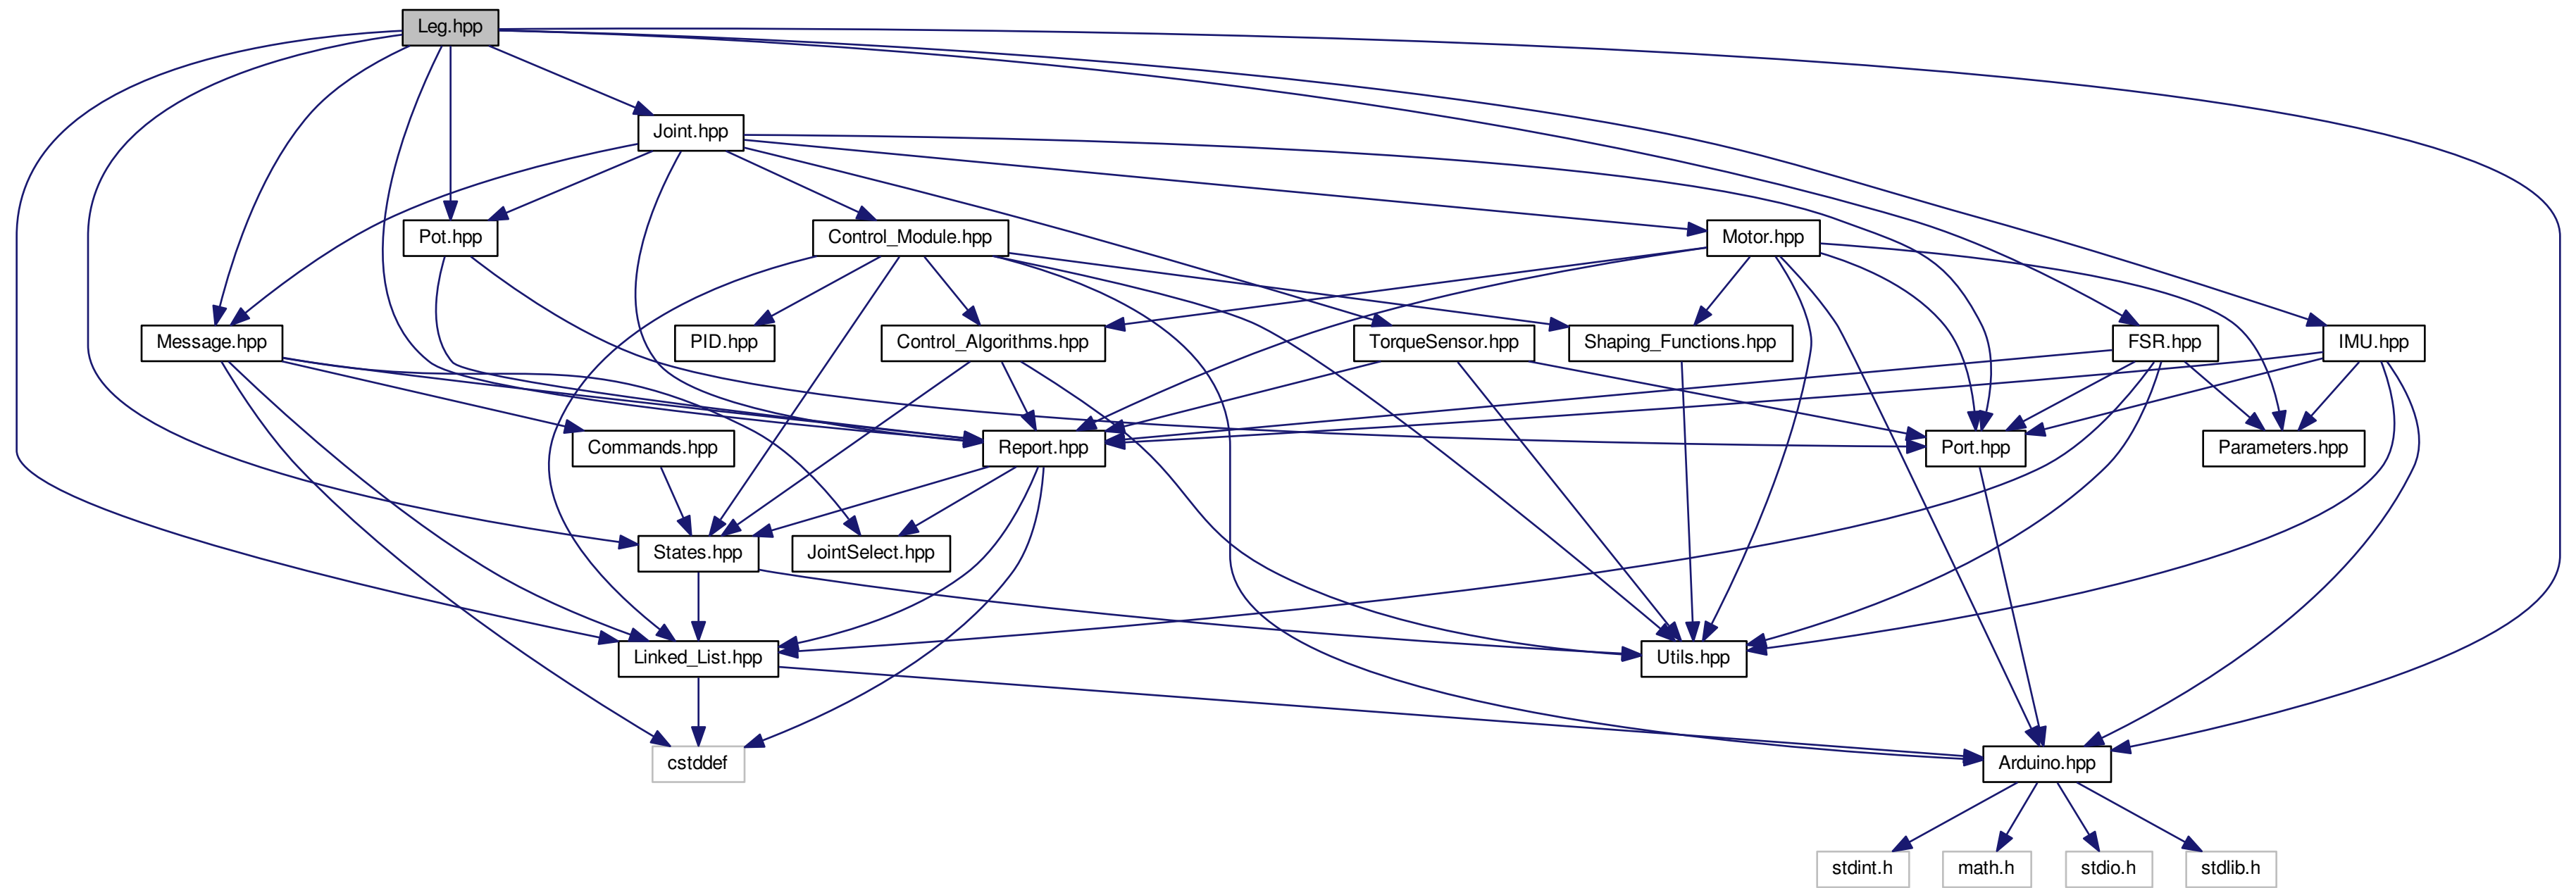 Leg.hpp
Joint.hpp
Pot.hpp
Control_Module.hpp
Motor.hpp
Message.hpp
PID.hpp
Control_Algorithms.hpp
TorqueSensor.hpp
Shaping_Functions.hpp
FSR.hpp
IMU.hpp
Commands.hpp
Report.hpp
Port.hpp
Parameters.hpp
States.hpp
JointSelect.hpp
Linked_List.hpp
Utils.hpp
cstddef
Arduino.hpp
stdint.h
math.h
stdio.h
stdlib.h